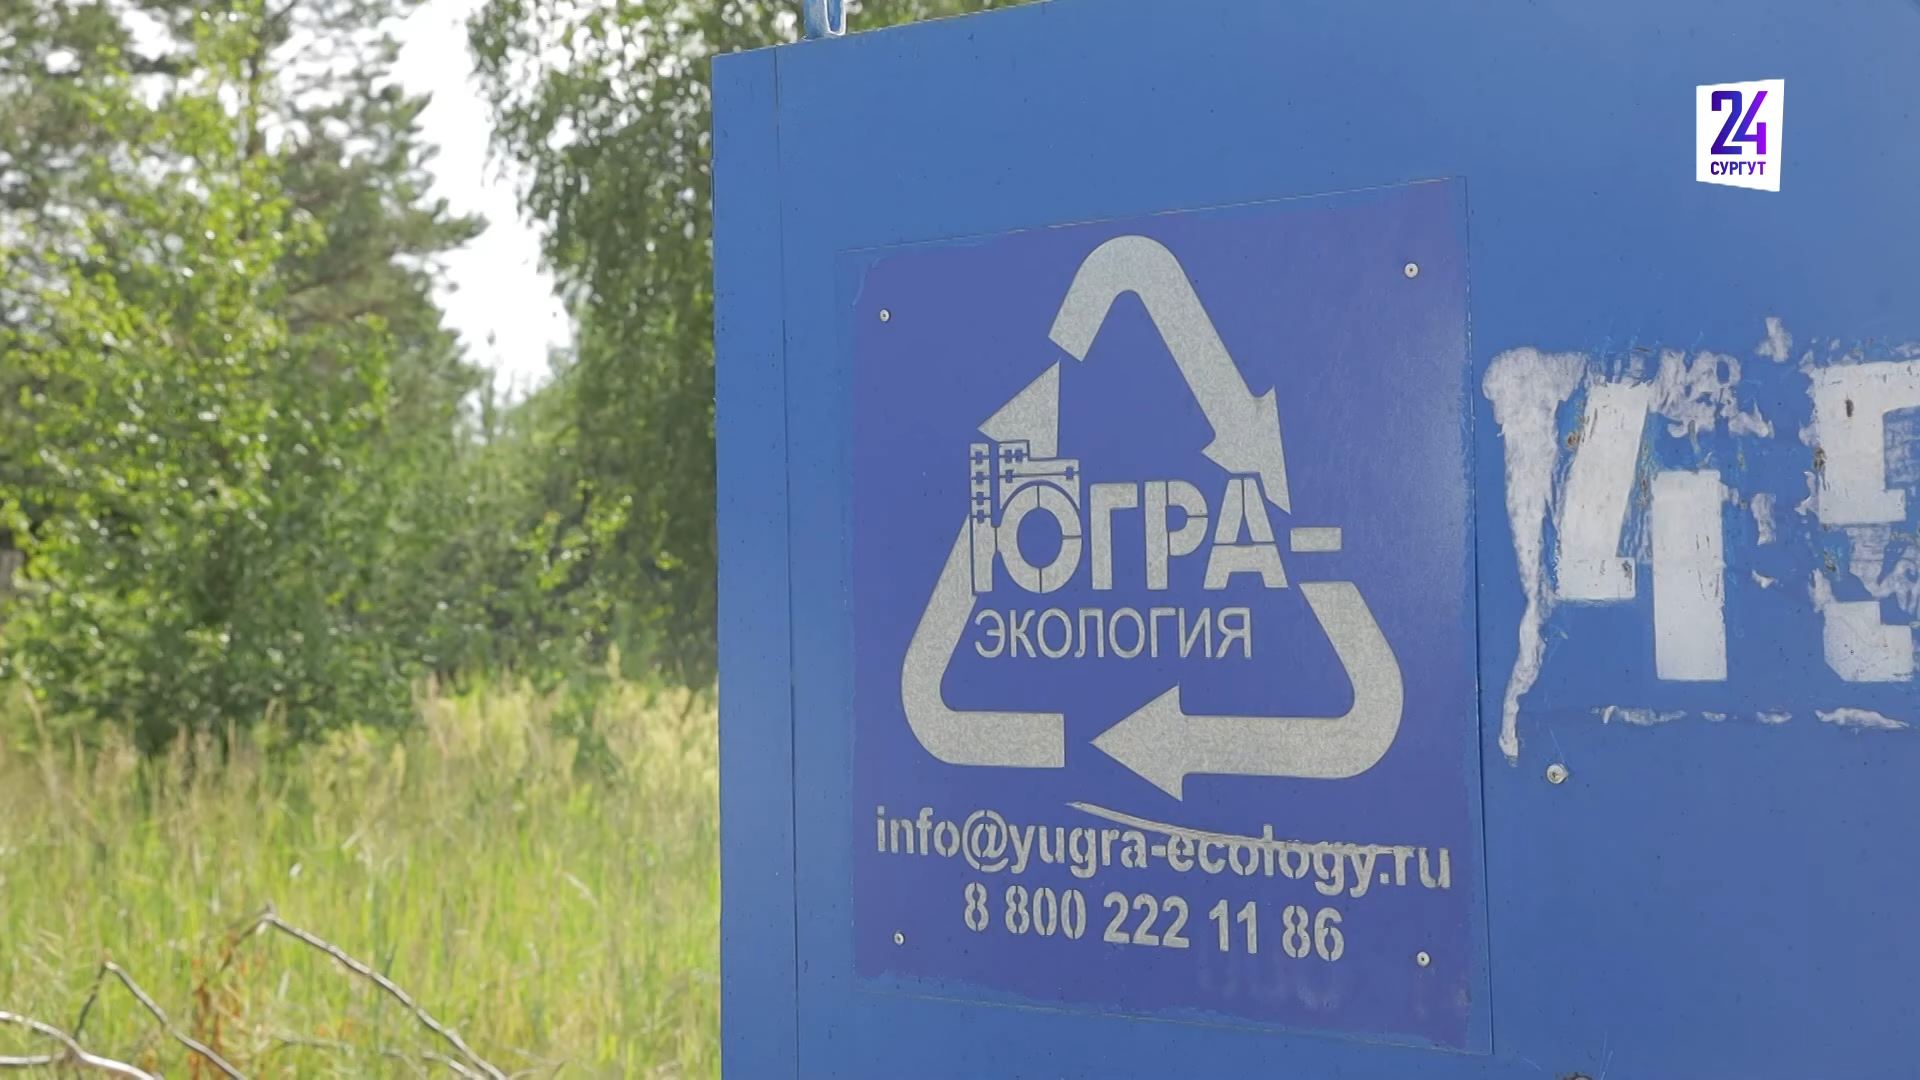 24
СУРГУТ
ЮГРА-
ЭКОЛОГИЯ
info@yugra-ecology.ru
8 800 222 11 86